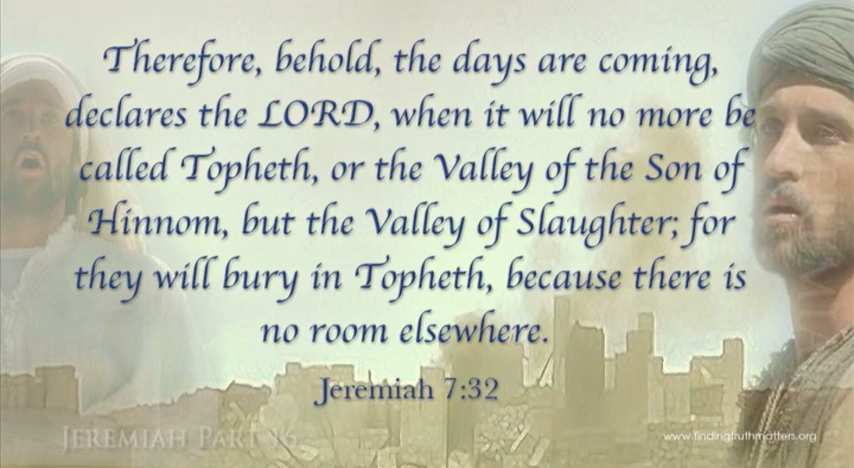 Therefore, behold, the days are coming,
declares the LORD, when it will no more be
called Topheth, or the Valley of the Son of
Hinnom, but the Valley of Slaughter; for
they will bury in Topheth, because there is
no room elsewhere.
Jeremiah 7:32
JEREMIAH PART 16
www.findingtruthmatters.org